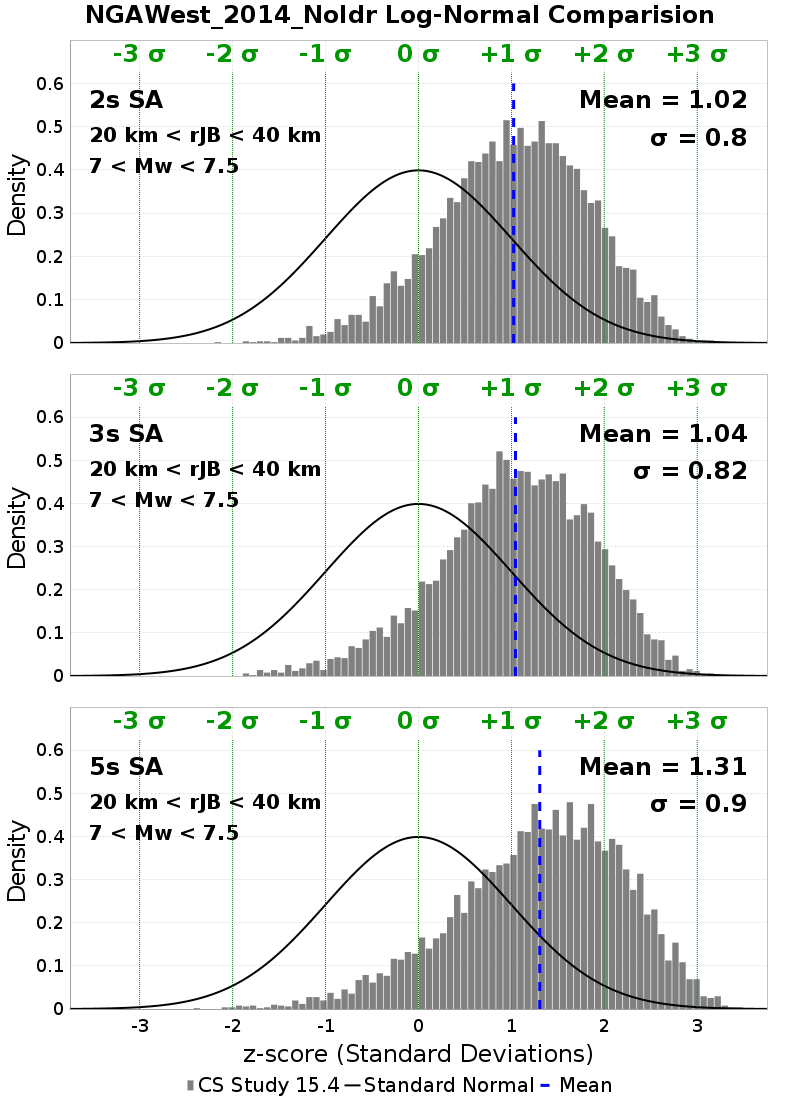 NGAWest_2014_NoIdr Log-Normal Comparision
-3 σ -2 σ -1 σ 0 σ +1 σ +2 σ +3 σ
0.6
2s SA Mean = 1.02
0.5
20 km < rJB < 40 km σ = 0.8
7 < Mw < 7.5
0.4
0.3
0.2
0.1
0
Density
-3 σ -2 σ -1 σ 0 σ +1 σ +2 σ +3 σ
0.6
3s SA Mean = 1.04
0.5
20 km < rJB < 40 km σ = 0.82
7 < Mw < 7.5
0.4
0.3
0.2
0.1
0
Density
-3 σ -2 σ -1 σ 0 σ +1 σ +2 σ +3 σ
0.6
5s SA Mean = 1.31
0.5
20 km < rJB < 40 km σ = 0.9
7 < Mw < 7.5
0.4
0.3
0.2
0.1
0
Density
-3 -2 -1 0 1 2 3
z-score (Standard Deviations)
CS Study 15.4 Standard Normal Mean